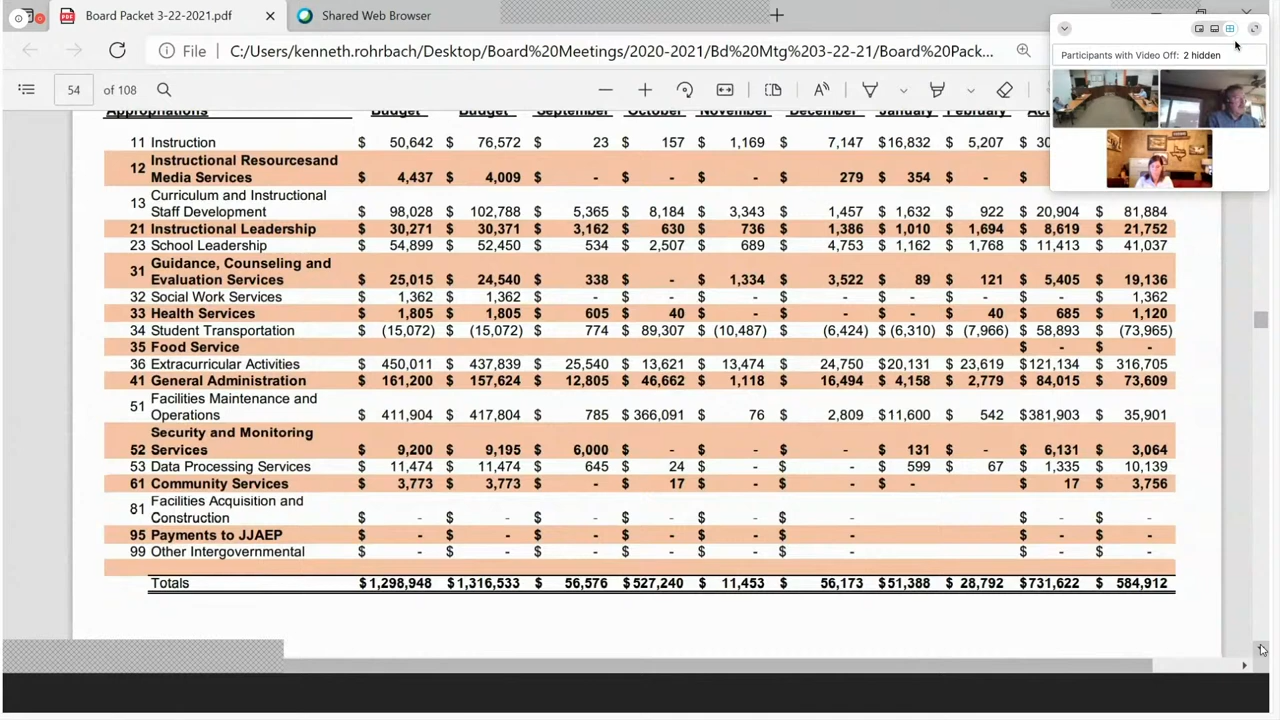 Board Packet 3-22-2021.pdf
Shared Web Browser
File C:/Users/kenneth.rohrbach/Desktop/Board%20Meetings/2020-2021/Bd%20Mtg%203-22-21/Board%20Pack...
Participants with Video Off: 2 hidden
54 of 108
Appropriations Budget Budget September October November December January February
11 Instruction $ 50,642 $ 76,572 $ 23 $ 157 $ 1,169 $ 7,147 $16,832 $ 5,207
12 Instructional Resourcesand
Media Services $ 4,437 $ 4,009 $ - $ - $ - $ 279 $ 354 $ -
13 Curriculum and Instructional
Staff Development $ 98,028 $ 102,788 $ 5,365 $ 8,184 $ 3,343 $ 1,457 $ 1,632 $ 922 $ 20,904 $ 81,884
21 Instructional Leadership $ 30,271 $ 30,371 $ 3,162 $ 630 $ 736 $ 1,386 $ 1,010 $ 1,694 $ 8,619 $ 21,752
23 School Leadership $ 54,899 $ 52,450 $ 534 $ 2,507 $ 689 $ 4,753 $ 1,162 $ 1,768 $ 11,413 $ 41,037
31 Guidance, Counseling and
Evaluation Services $ 25,015 $ 24,540 $ 338 $ - $ 1,334 $ 3,522 $ 89 $ 121 $ 5,405 $ 19,136
32 Social Work Services $ 1,362 $ 1,362 $ - $ - $ - $ - $ - $ - $ - $ 1,362
33 Health Services $ 1,805 $ 1,805 $ 605 $ 40 $ - $ - $ - $ 40 $ 685 $ 1,120
34 Student Transportation $ (15,072) $ (15,072) $ 774 $ 89,307 $ (10,487) $ (6,424) $ (6,310) $ (7,966) $ 58,893 $ (73,965)
35 Food Service $ - $ -
36 Extracurricular Activities $ 450,011 $ 437,839 $ 25,540 $ 13,621 $ 13,474 $ 24,750 $20,131 $ 23,619 $121,134 $ 316,705
41 General Administration $ 161,200 $ 157,624 $ 12,805 $ 46,662 $ 1,118 $ 16,494 $ 4,158 $ 2,779 $ 84,015 $ 73,609
51 Facilities Maintenance and
Operations $ 411,904 $ 417,804 $ 785 $ 366,091 $ 76 $ 2,809 $11,600 $ 542 $381,903 $ 35,901
Security and Monitoring
52 Services $ 9,200 $ 9,195 $ 6,000 $ - $ - $ - $ 131 $ - $ 6,131 $ 3,064
53 Data Processing Services $ 11,474 $ 11,474 $ 645 $ 24 $ - $ - $ 599 $ 67 $ 1,335 $ 10,139
61 Community Services $ 3,773 $ 3,773 $ - $ 17 $ - $ - $ - $ 17 $ 3,756
81 Facilities Acquisition and
Construction $ - $ - $ - $ - $ - $ - $ - $ -
95 Payments to JJAEP $ - $ - $ - $ - $ - $ - $ - $ -
99 Other Intergovernmental $ - $ - $ - $ - $ - $ - $ - $ -
Totals $ 1,298,948 $ 1,316,533 $ 56,576 $ 527,240 $ 11,453 $ 56,173 $51,388 $ 28,792 $731,622 $ 584,912